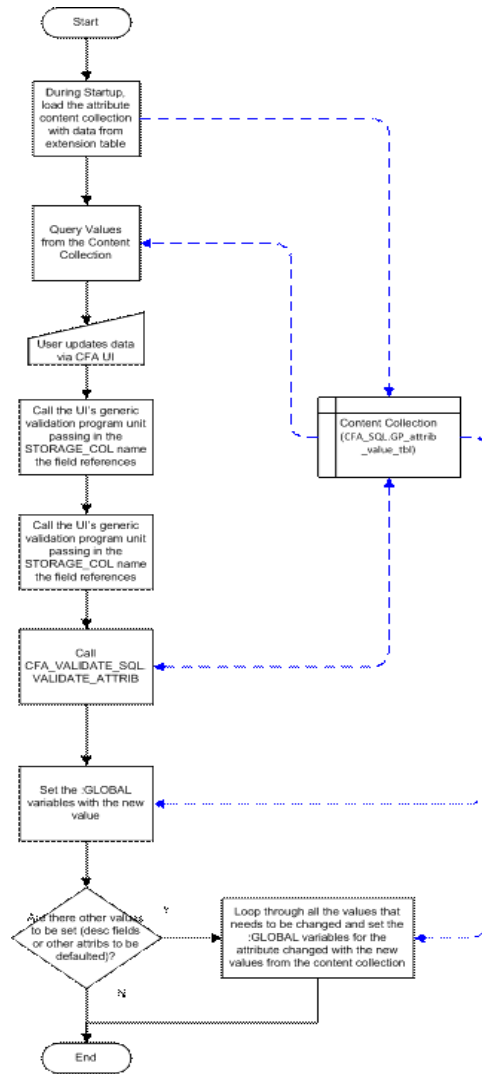 Start
During Startup,
load the attribute
content collection
with data from
extension table
Query Values
from the Content
Collection
User updates data
via CFA UI
Call the UI's generic
validation program unit
passing in the
STORAGE_COL name
the field references
Content Collection
(CFA_SQL.GP_attrib
_value_tbl)
Call the UI's generic
validation program unit
passing in the
STORAGE_COL name
the field references
Call
CFA_VALIDATE_SQL.
VALIDATE_ATTRIB
Set the :GLOBAL
variables with the new
value
Are there other values
to be set (desc fields
or other attribs to be
defaulted)?
Y
Loop through all the values that
needs to be changed and set the
:GLOBAL variables for the
attribute changed with the new
values from the content collection
N
End